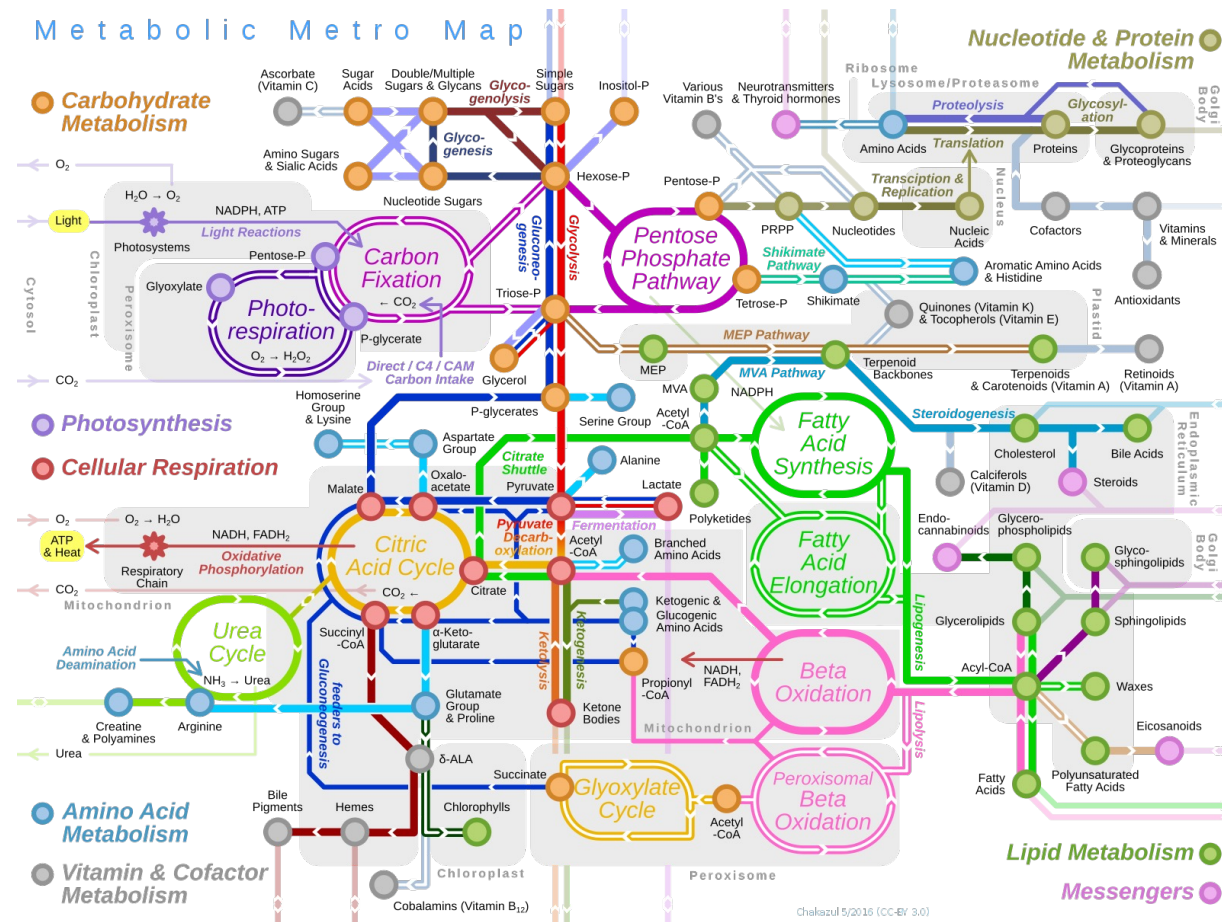 Metabolic Metro Map
Nucleotide & Protein
Metabolism
Carbohydrate
Metabolism
Ascorbate
(Vitamin C)
Sugar
Acids
Double/Multiple
Sugars & Glycans
Glyco-
genolysis
Simple
Sugars
Inositol-P
Various
Vitamin B's
Neurotransmitters
& Thyroid hormones
Ribosome
Lysosome/Proteasome
Proteolysis
Glycosyl-
ation
Golgi
Body
Glyco-
genesis
Amino Sugars
& Sialic Acids
Nucleotide Sugars
Hexose-P
Amino Acids
Translation
Proteins
Glycoproteins
& Proteoglycans
O₂
H₂O → O₂
Light
NADPH, ATP
Light Reactions
Photosystems
Pentose-P
Glyoxylate
Carbon
Fixation
← CO₂
Photo-
respiration
O₂ → H₂O₂
P-glycerate
Direct / C4 / CAM
Carbon Intake
Cytosol
Chloroplast
Peroxisome
CO₂
Gluconeo-
genesis
Glycolysis
Triose-P
Glycerol
Pentose
Phosphate
Pathway
Pentose-P
Transciption &
Replication
Nucleus
PRPP
Nucleotides
Nucleic
Acids
Cofactors
Vitamins
& Minerals
Antioxidants
Shikimate
Pathway
Tetrose-P
Shikimate
Aromatic Amino Acids
& Histidine
Quinones (Vitamin K)
& Tocopherols (Vitamin E)
Plastid
MEP Pathway
MEP
Terpenoid
Backbones
Terpenoids
& Carotenoids (Vitamin A)
Retinoids
(Vitamin A)
MVA Pathway
MVA
NADPH
Photosynthesis
Cellular Respiration
Homoserine
Group
& Lysine
Aspartate
Group
P-glycerates
Serine Group
Acetyl
-CoA
Citrate
Shuttle
Alanine
Polyketides
Fatty
Acid
Synthesis
Fatty
Acid
Elongation
Steroidogenesis
Cholesterol
Bile Acids
Calciferols
(Vitamin D)
Steroids
Endoplasmic
Reticulum
Malate
Oxalo-
acetate
Pyruvate
Lactate
Pyruvate
Decarb-
oxylation
Fermentation
Acetyl
-CoA
Branched
Amino Acids
O₂
O₂ → H₂O
ATP
& Heat
NADH, FADH₂
Oxidative
Phosphorylation
Respiratory
Chain
CO₂
Mitochondrion
Citric
Acid Cycle
CO₂ ←
Citrate
Succinyl
-CoA
α-Keto-
glutarate
Ketogenic &
Glucogenic
Amino Acids
Ketolysis
Ketogenesis
Propionyl
-CoA
Ketone
Bodies
Mitochondrion
NADH,
FADH₂
Beta
Oxidation
Lipogenesis
Lipolysis
Endo-
cannabinoids
Glycero-
phospholipids
Glyco-
sphingolipids
Golgi
Body
Glycerolipids
Sphingolipids
Acyl-CoA
Waxes
Eicosanoids
Fatty
Acids
Polyunsaturated
Fatty Acids
Urea
Cycle
Amino Acid
Deamination
NH₃ → Urea
Creatine
& Polyamines
Arginine
Urea
feeders to
Gluconeogenesis
Glutamate
Group
& Proline
δ-ALA
Succinate
Glyoxylate
Cycle
Acetyl
-CoA
Peroxisomal
Beta
Oxidation
Bile
Pigments
Hemes
Chlorophylls
Chloroplast
Peroxisome
Cobalamins (Vitamin B₁₂)
Amino Acid
Metabolism
Vitamin & Cofactor
Metabolism
Lipid Metabolism
Messengers
Chakazul 5/2016 (CC-BY 3.0)